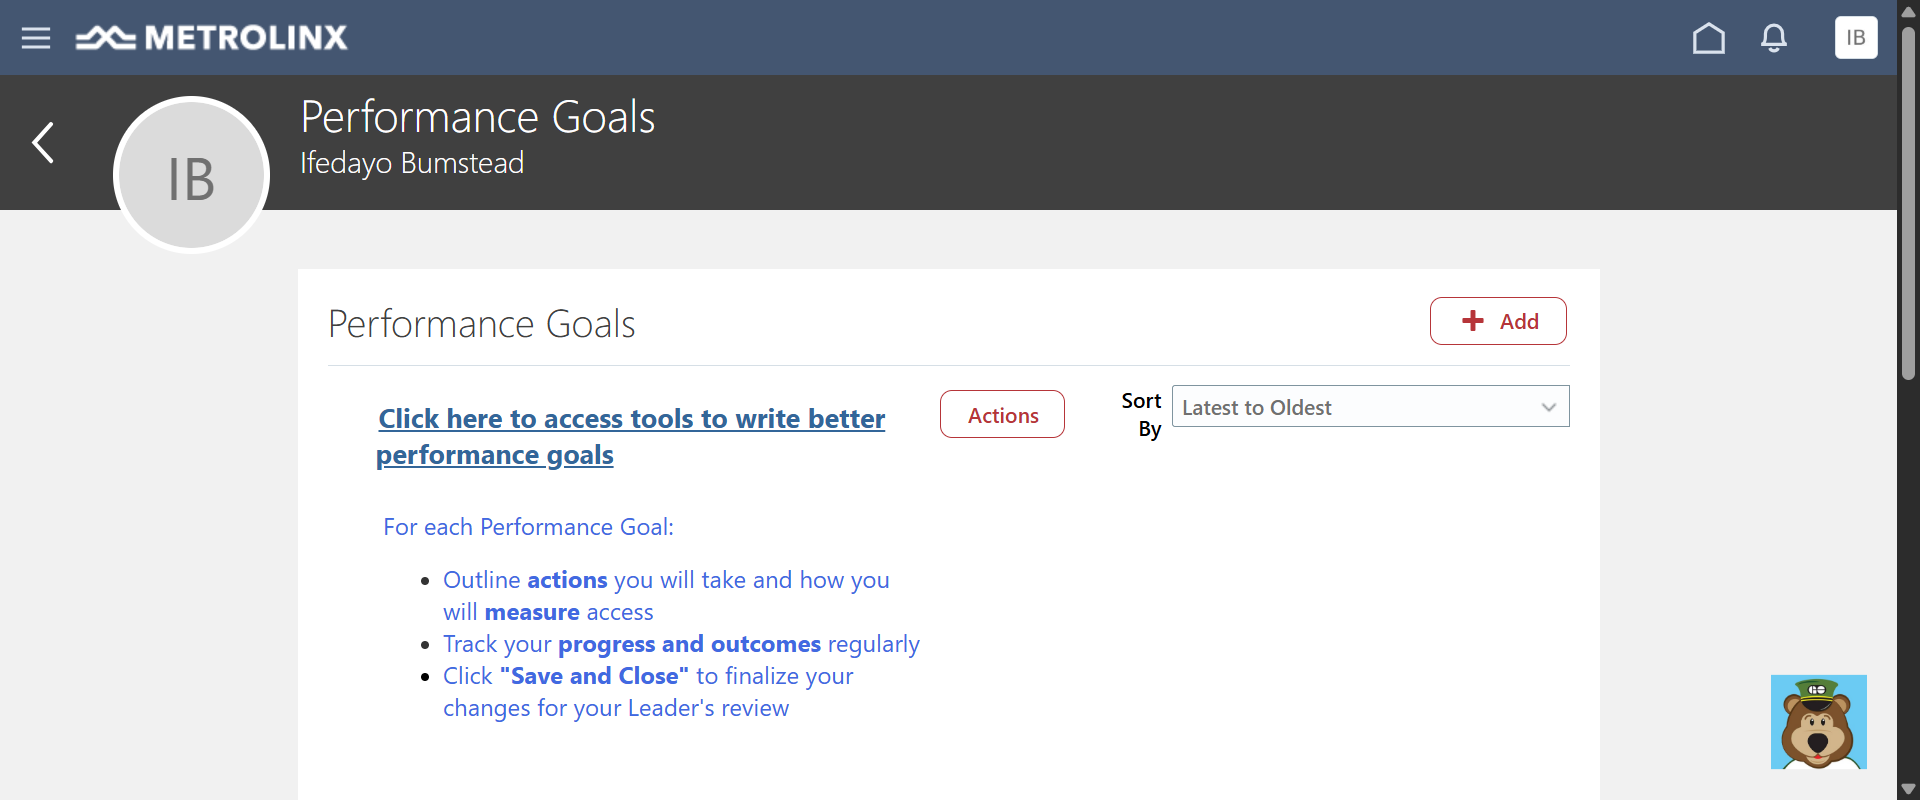 METROLINX
IB
Performance Goals
Ifedayo Bumstead
IB
Performance Goals
Add
Click here to access tools to write better
performance goals
Actions
Sort
By
Latest to Oldest
For each Performance Goal:
Outline actions you will take and how you
will measure access
Track your progress and outcomes regularly
Click "Save and Close" to finalize your
changes for your Leader's review
GO